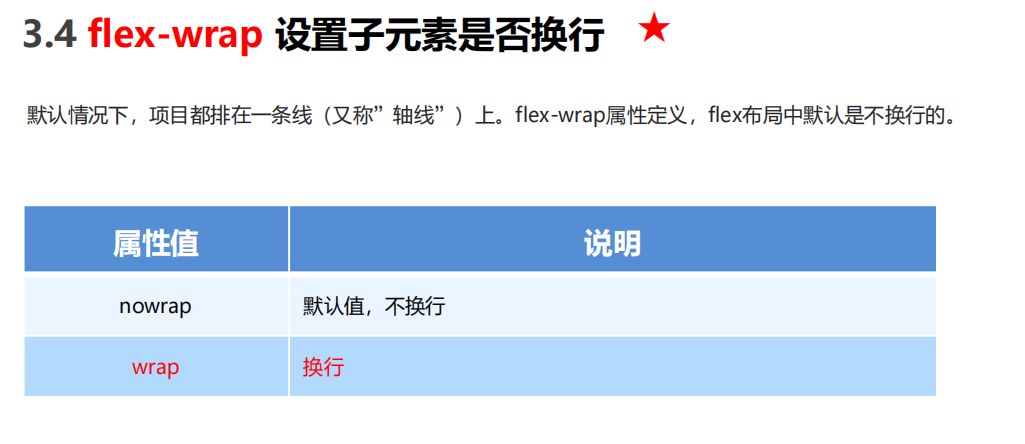 3.4 flex-wrap 设置子元素是否换行 ★
默认情况下，项目都排在一条线（又称”轴线”）上。flex-wrap属性定义，flex布局中默认是不换行的。
属性值 说明
nowrap 默认值，不换行
wrap 换行